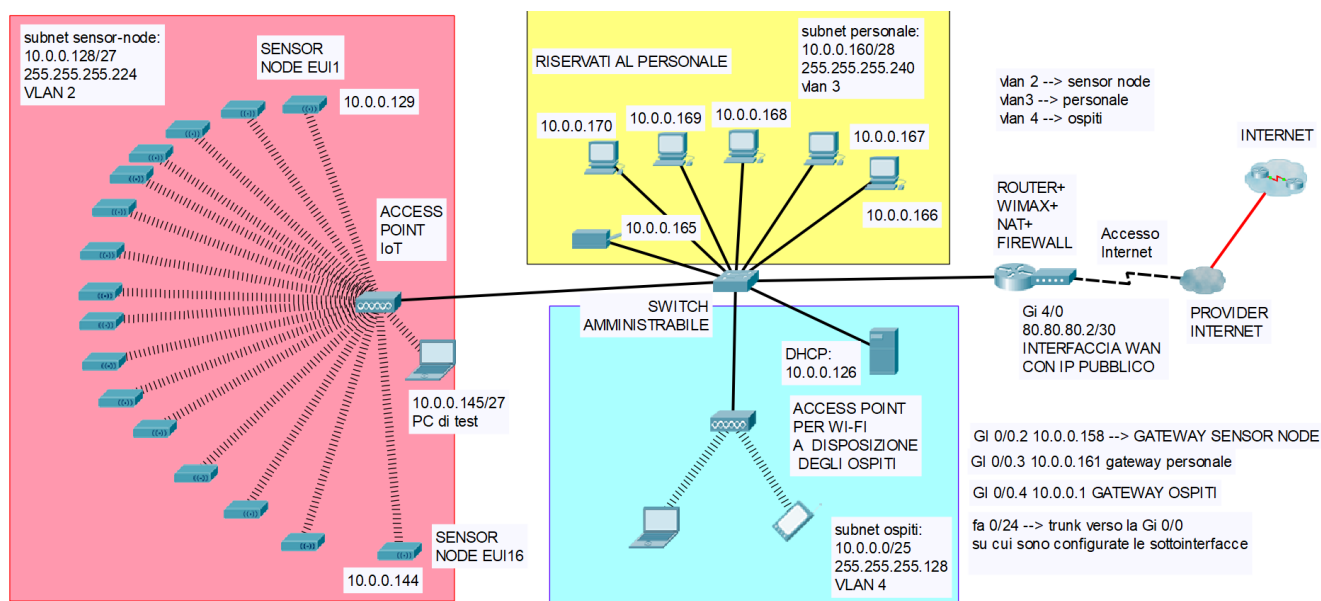 subnet sensor-node:
10.0.0.128/27
255.255.255.224
VLAN 2
SENSOR
NODE EUI1
10.0.0.129
ACCESS
POINT
IoT
10.0.0.145/27
PC di test
SENSOR
NODE EUI16
10.0.0.144
RISERVATI AL PERSONALE
subnet personale:
10.0.0.160/28
255.255.255.240
vlan 3
10.0.0.170
10.0.0.169
10.0.0.168
10.0.0.167
10.0.0.166
10.0.0.165
SWITCH
AMMINISTRABILE
DHCP:
10.0.0.126
ACCESS POINT
PER WI-FI
A DISPOSIZIONE
DEGLI OSPITI
subnet ospiti:
10.0.0.0/25
255.255.255.128
VLAN 4
vlan 2 --> sensor node
vlan3 --> personale
vlan 4 --> ospiti
INTERNET
ROUTER+
WIMAX+
NAT+
FIREWALL
Accesso
Internet
Gi 4/0
80.80.80.2/30
INTERFACCIA WAN
CON IP PUBBLICO
PROVIDER
INTERNET
GI 0/0.2 10.0.0.158 --> GATEWAY SENSOR NODE
GI 0/0.3 10.0.0.161 gateway personale
GI 0/0.4 10.0.0.1 GATEWAY OSPITI
fa 0/24 --> trunk verso la Gi 0/0
su cui sono configurate le sottointerfacce